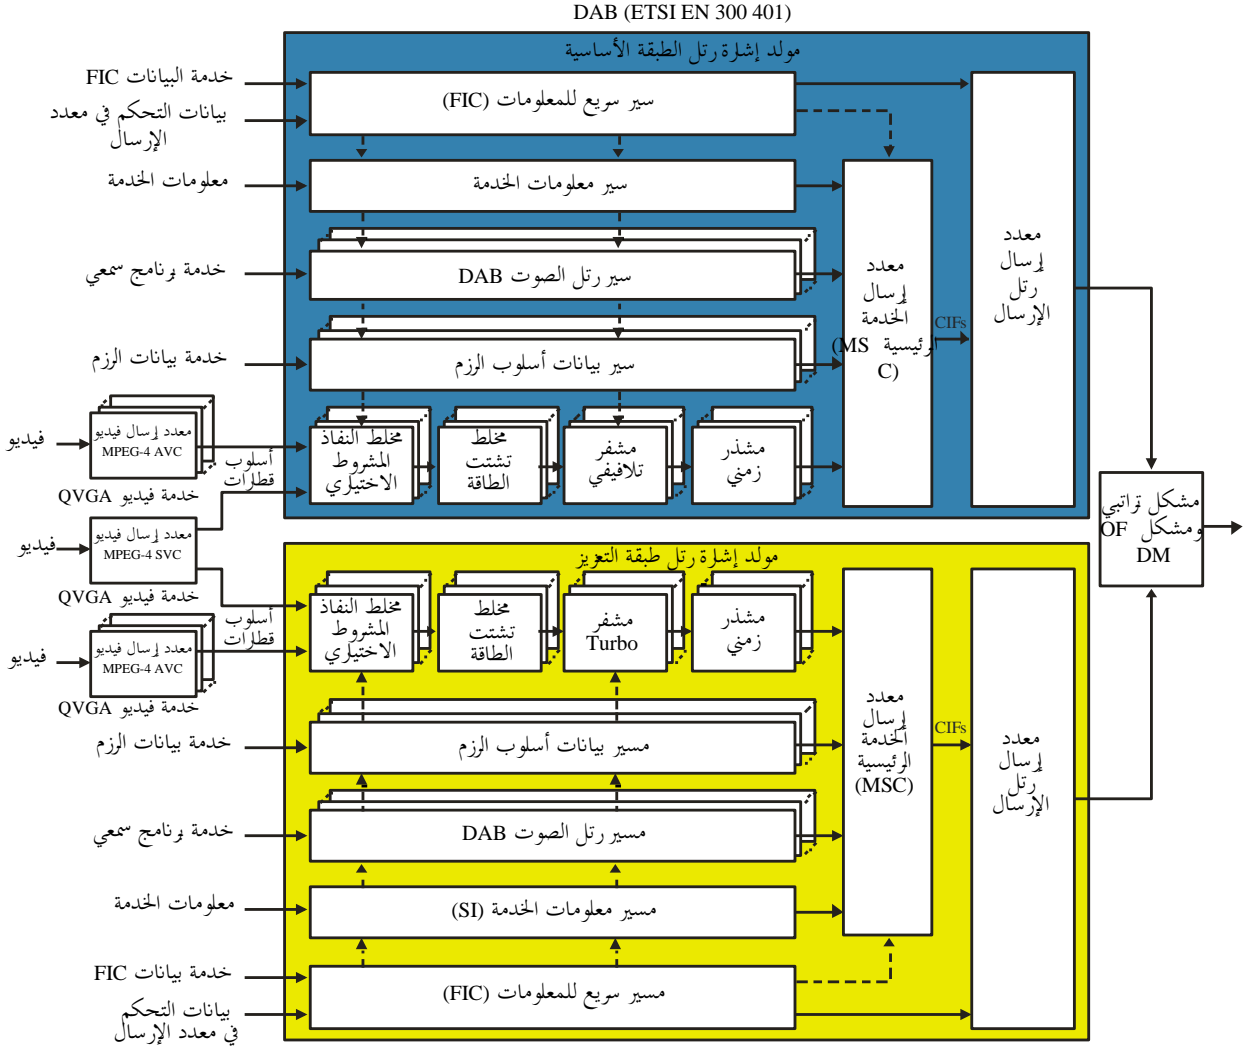 DAB (ETSI EN 300 401)
مولد إشارة رتل الطبقة الأساسية
خدمة البيانات FIC
بيانات التحكم في معدد
الإرسال
سير سريع للمعلومات (FIC)
معلومات الخدمة
سير معلومات الخدمة
خدمة برنامج سمعي
سير رتل الصوت DAB
خدمة بيانات الرزم
سير بيانات أسلوب الرزم
معدد
إرسال
الخدمة
الرئيسية MS)
(C
CIFs
معدد
إرسال
رتل
الإرسال
فيديو
معدد إرسال فيديو
MPEG-4 AVC
خدمة فيديو QVGA
أسلوب
قطارات
مخلط النفاذ
المشروط
الاختياري
مخلط
تشتت
الطاقة
مشفر
تلافيفي
مشذر
زمني
فيديو
معدد إرسال فيديو
MPEG-4 SVC
خدمة فيديو QVGA
مشكل تراتبي
ومشكل OF
DM
مولد إشارة رتل طبقة التعزيز
أسلوب
قطارات
فيديو
معدد إرسال فيديو
MPEG-4 AVC
خدمة فيديو QVGA
مخلط النفاذ
المشروط
الاختياري
مخلط
تشتت
الطاقة
مشفر
Turbo
مشذر
زمني
خدمة بيانات الرزم
مسير بيانات أسلوب الرزم
خدمة برنامج سمعي
مسير رتل الصوت DAB
معلومات الخدمة
مسير معلومات الخدمة (SI)
خدمة بيانات FIC
بيانات التحكم
في معدد الإرسال
مسير سريع للمعلومات (FIC)
معدد
إرسال
الخدمة
الرئيسية
(MSC)
CIFs
معدد
إرسال
رتل
الإرسال